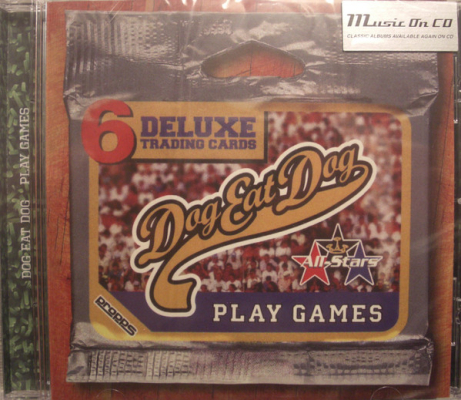 Music On CD
CLASSIC ALBUMS AVAILABLE AGAIN ON CD
6 DELUXE
TRADING CARDS
Dog Eat Dog
All-Stars
PROPPS
PLAY GAMES
DOG EAT DOG PLAY GAMES